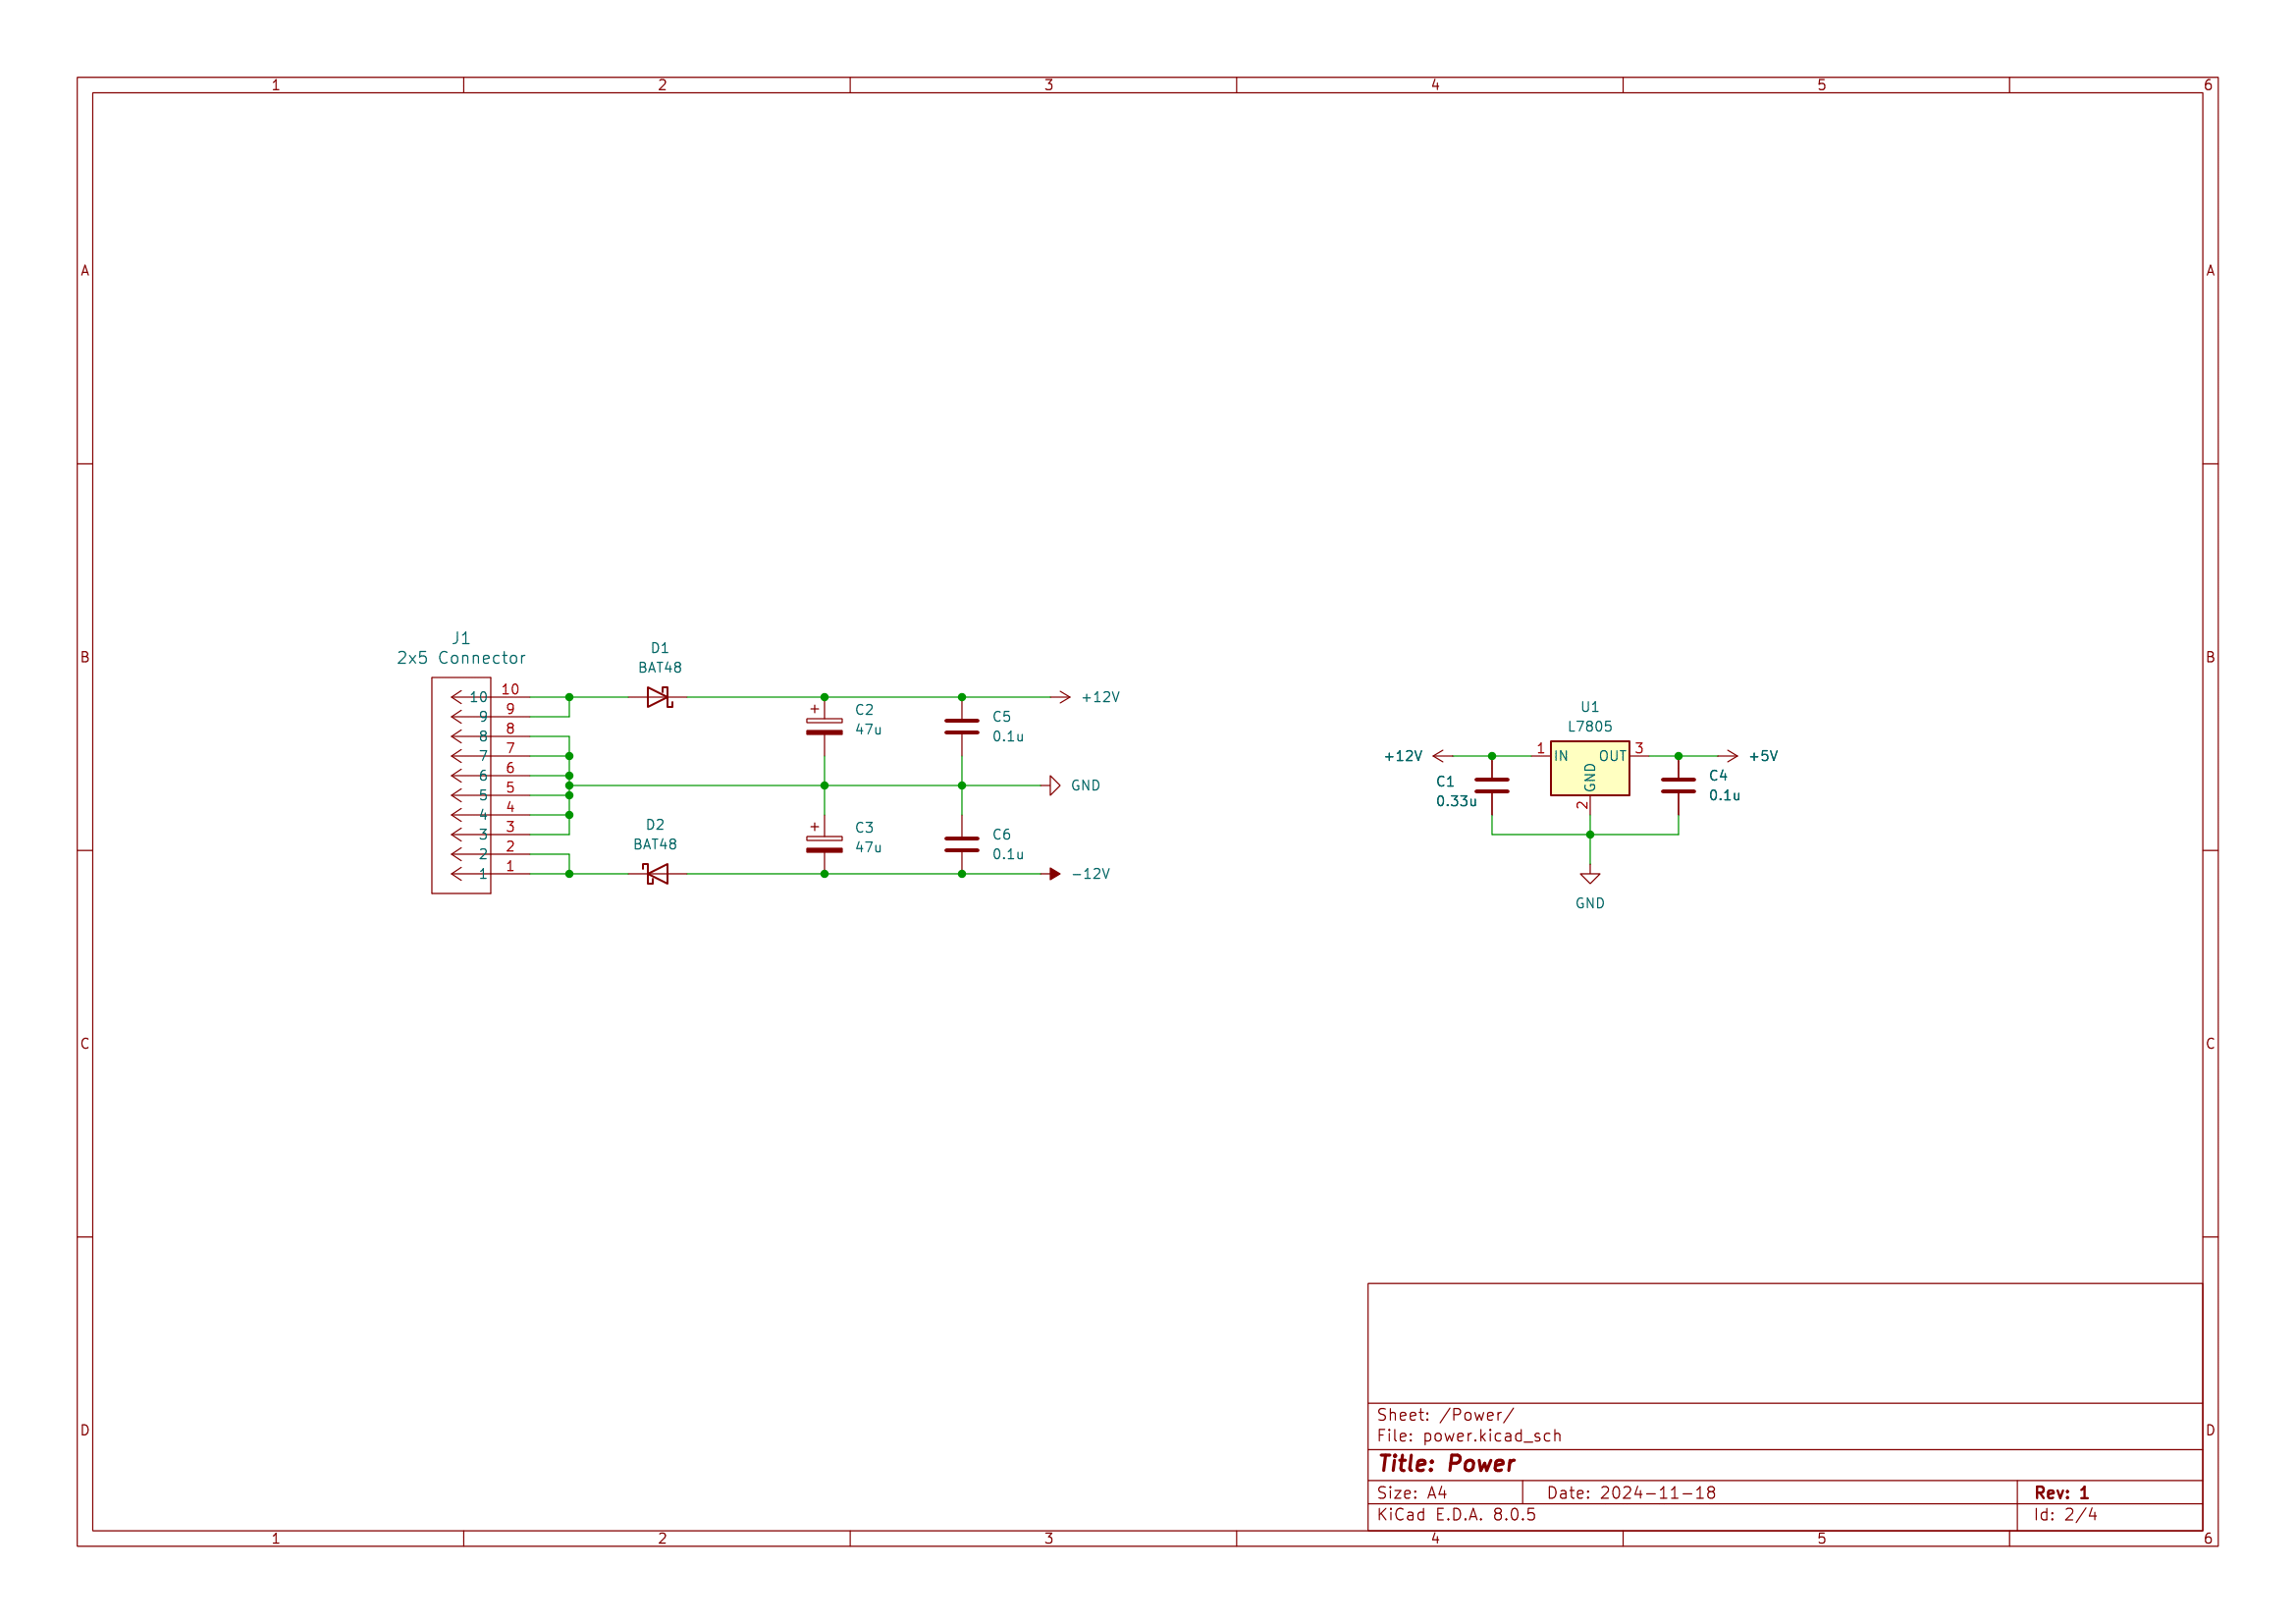 1 2 3 4 5 6
A A
B B
C C
D D
J1
2x5 Connector
10 10
9 9
8 8
7 7
6 6
5 5
4 4
3 3
2 2
1 1
D1
BAT48
D2
BAT48
+
C2
47u
+
C3
47u
C5
0.1u
C6
0.1u
+12V
GND
-12V
U1
L7805
+12V
1 IN
OUT 3
GND
2
+5V
C1
0.33u
C4
0.1u
GND
Sheet: /Power/
File: power.kicad_sch
Title: Power
Size: A4 Date: 2024-11-18 Rev: 1
KiCad E.D.A. 8.0.5 Id: 2/4
1 2 3 4 5 6